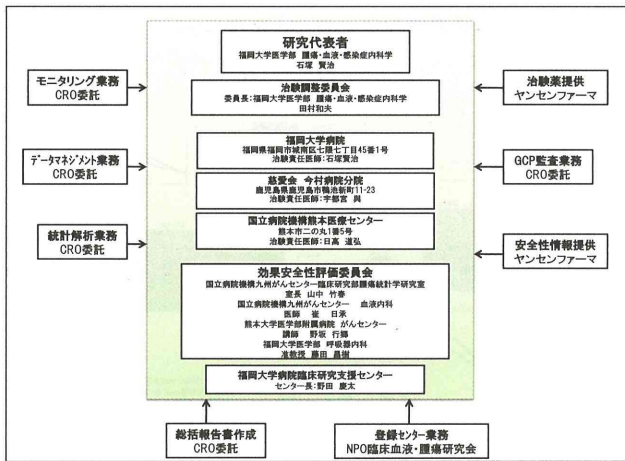 研究代表者
福岡大学医学部 腫瘍・血液・感染症内科学
石塚 賢治
治験調整委員会
委員長：福岡大学医学部 腫瘍・血液・感染症内科学
田村和夫
モニタリング業務
CRO委託
治験薬提供
ヤンセンファーマ
福岡大学病院
福岡県福岡市城南区七隈七丁目45番1号
治験責任医師：石塚賢治
データマネジメント業務
CRO委託
GCP監査業務
CRO委託
慈愛会 今村病院分院
鹿児島県鹿児島市鴨池新町11-23
治験責任医師：宇都宮 與
国立病院機構熊本医療センター
熊本市二の丸1番5号
治験責任医師：日高 道弘
統計解析業務
CRO委託
安全性情報提供
ヤンセンファーマ
効果安全性評価委員会
国立病院機構九州がんセンター臨床研究部腫瘍統計学研究室
室長 山中 竹春
国立病院機構九州がんセンター 血液内科
医師 崔 日承
熊本大学医学部附属病院 がんセンター
講師 野坂 行郷
福岡大学医学部 呼吸器内科
准教授 藤田 昌樹
福岡大学病院臨床研究支援センター
センター長：野田 慶太
総括報告書作成
CRO委託
登録センター業務
NPO臨床血液・腫瘍研究会